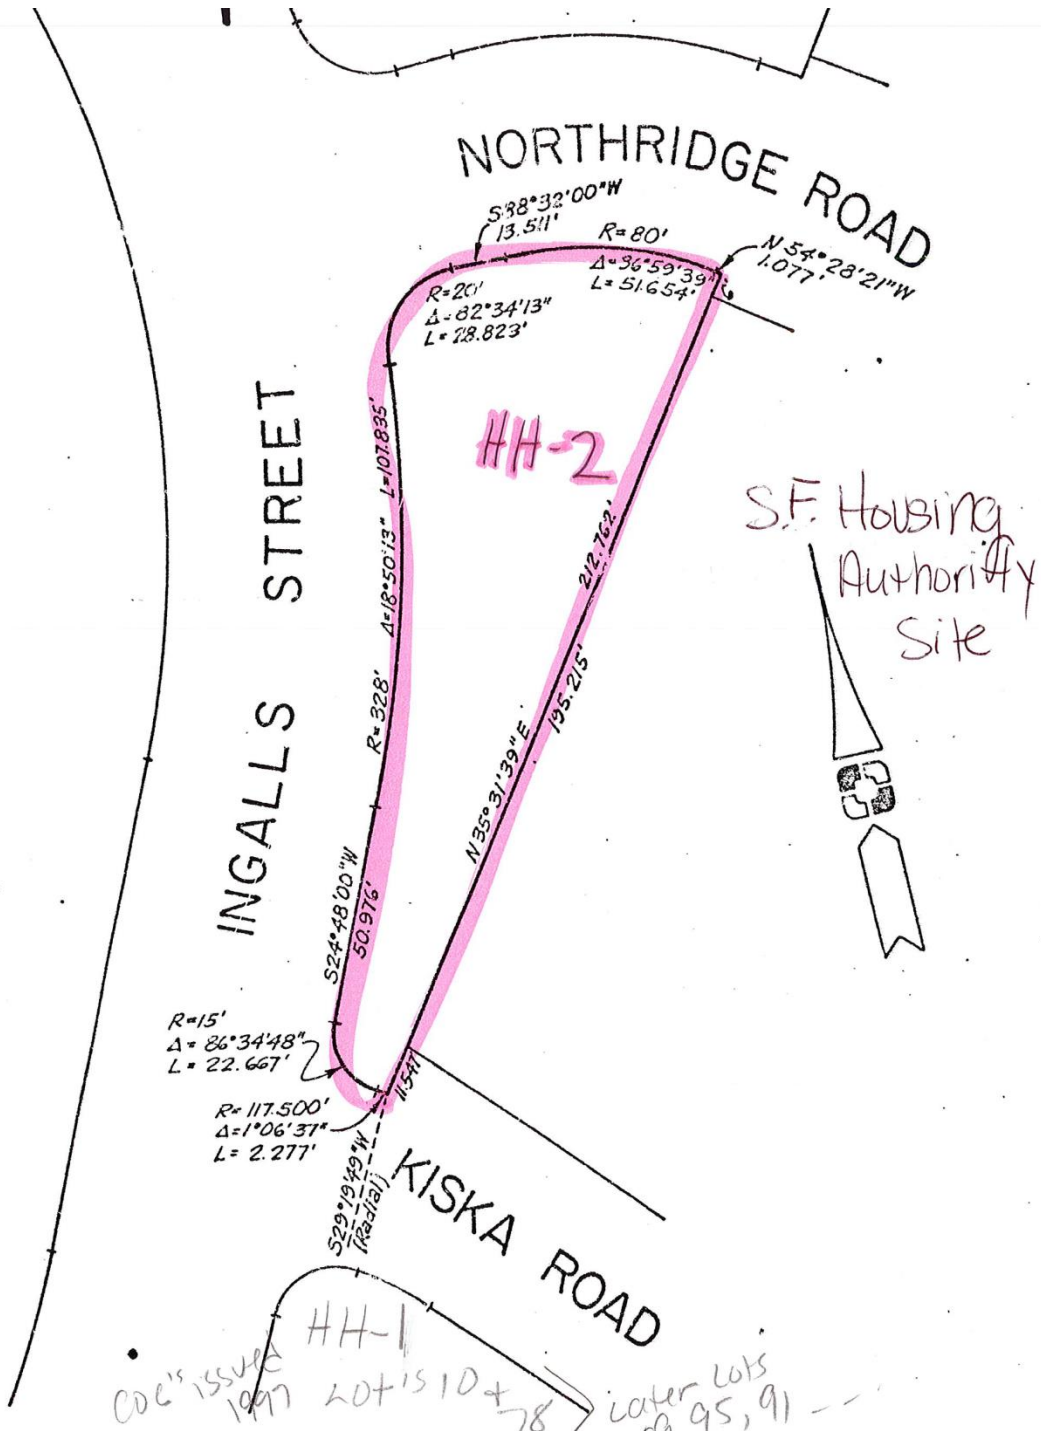 NORTHRIDGE ROAD
S88°32'00"W
13.511'
R=80'
Δ=36°59'39"
L=51.654'
N54°28'21"W
1.077'
R=20'
Δ=82°34'13"
L=28.823'
STREET
INGALLS
L=107.835'
Δ=18°50'13"
R=328'
HH-2
S.F. Housing
Authority
Site
212.762'
195.215'
N35°31'39"E
S24°48'00"W
50.976'
R=15'
Δ=86°34'48"
L=22.667'
R=117.500'
Δ=1°06'37"
L=2.277'
11.547'
S29°19'49"W
(Radial)
KISKA ROAD
HH-1
COC's issued
1997
Lot's 10 +
78
Later Lots
95, 91 --